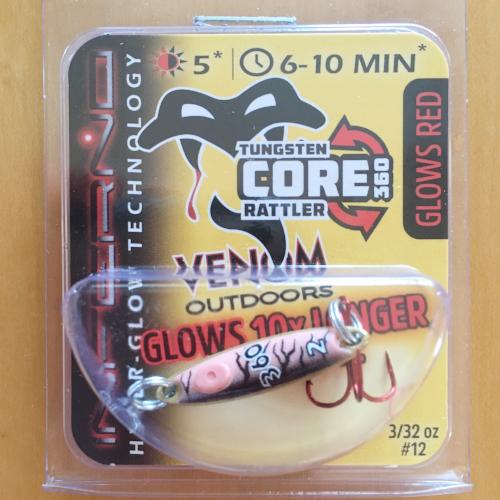 5* 6-10 MIN*
INFERNO
HYPER-GLOW TECHNOLOGY
TUNGSTEN
CORE 360
RATTLER
GLOWS RED
VENOM
OUTDOORS
GLOWS 10x LONGER
360 2
3/32 oz
#12